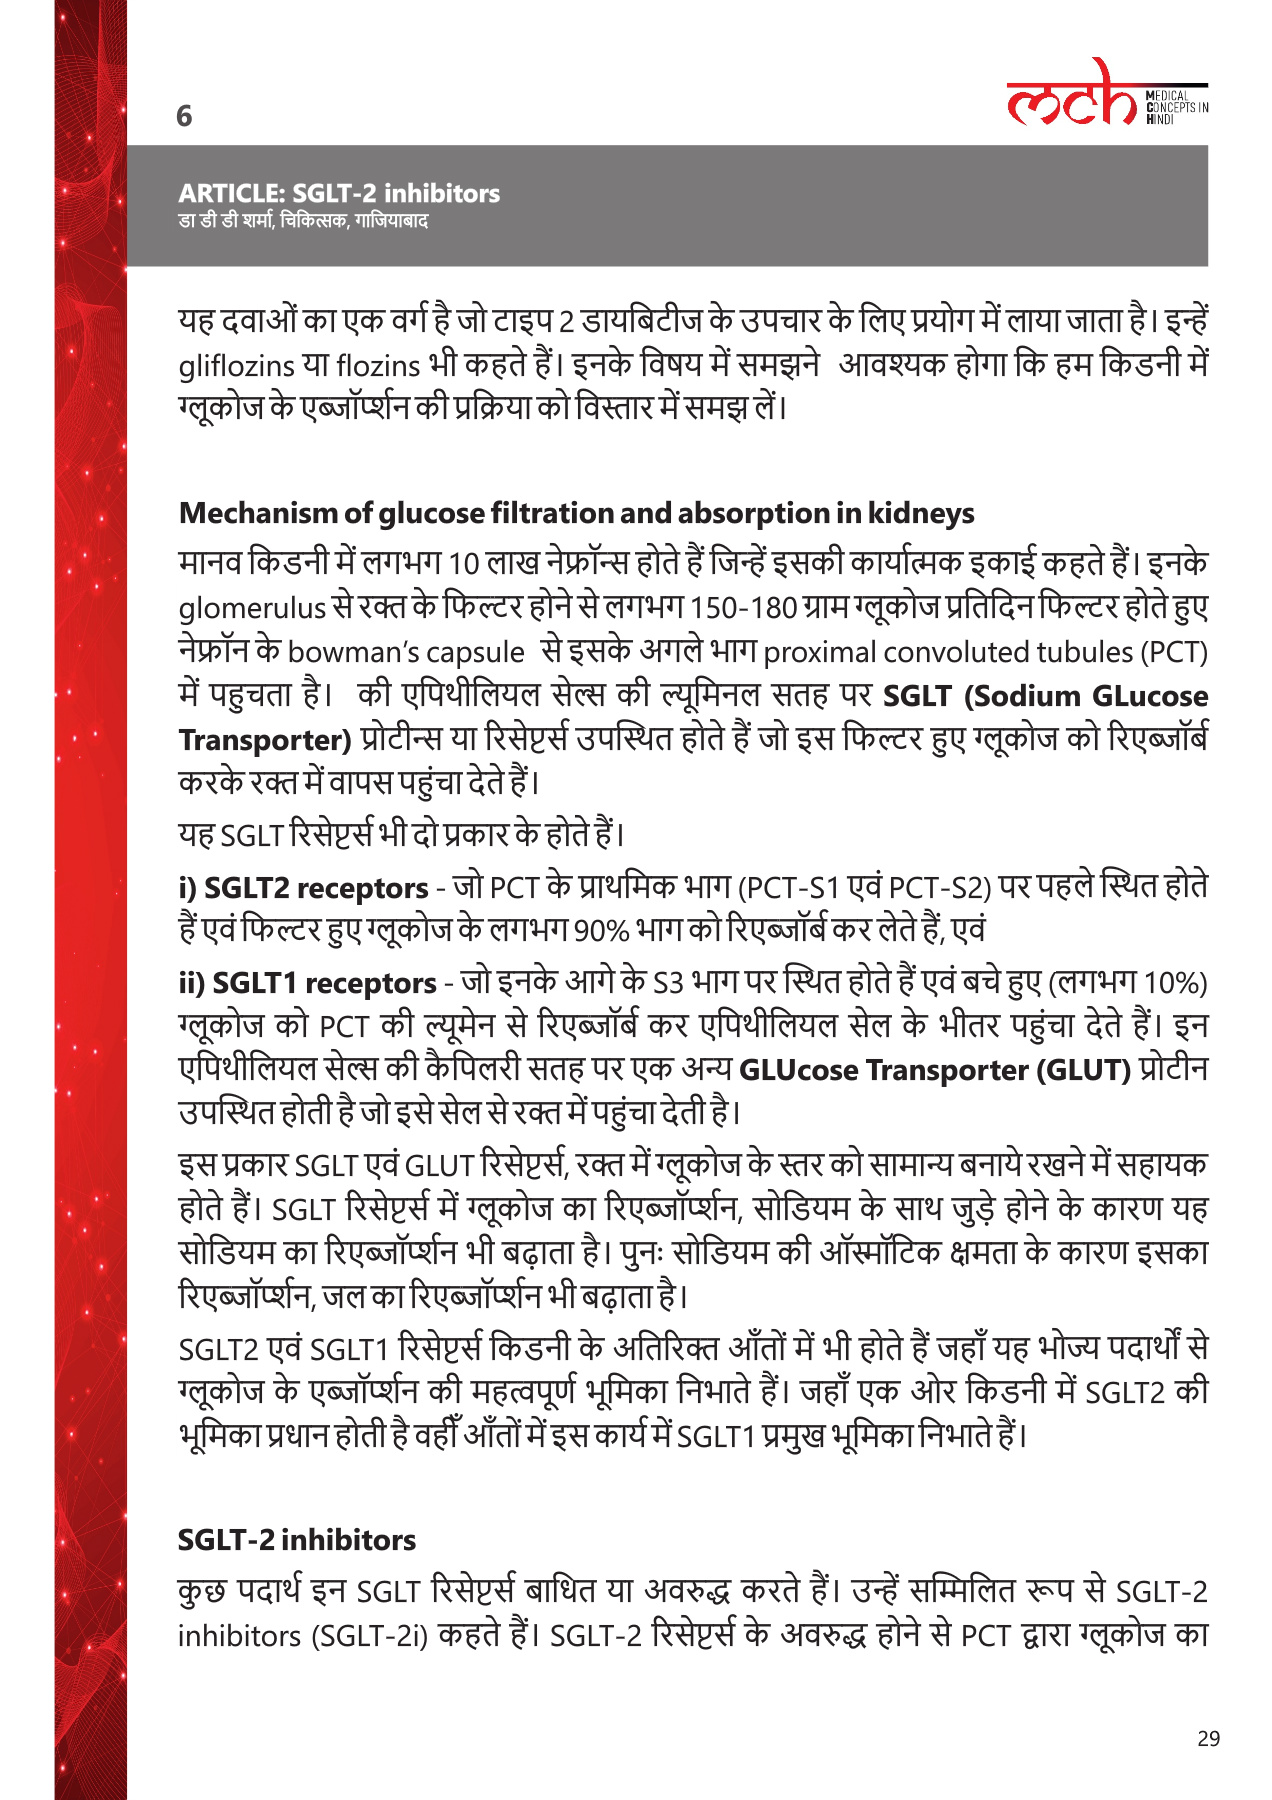 6
mch
MEDICAL
CONCEPTS IN
HINDI
ARTICLE: SGLT-2 inhibitors
डा डी डी शर्मा, चिकित्सक, गाजियाबाद
यह दवाओं का एक वर्ग है जो टाइप 2 डायबिटीज के उपचार के लिए प्रयोग में लाया जाता है। इन्हें
gliflozins या flozins भी कहते हैं। इनके विषय में समझने आवश्यक होगा कि हम किडनी में
ग्लूकोज के एब्जॉर्प्शन की प्रक्रिया को विस्तार में समझ लें।
Mechanism of glucose filtration and absorption in kidneys
मानव किडनी में लगभग 10 लाख नेफ्रॉन्स होते हैं जिन्हें इसकी कार्यात्मक इकाई कहते हैं। इनके
glomerulus से रक्त के फिल्टर होने से लगभग 150-180 ग्राम ग्लूकोज प्रतिदिन फिल्टर होते हुए
नेफ्रॉन के bowman’s capsule से इसके अगले भाग proximal convoluted tubules (PCT)
में पहुचता है। की एपिथीलियल सेल्स की ल्यूमिनल सतह पर SGLT (Sodium GLucose
Transporter) प्रोटीन्स या रिसेप्टर्स उपस्थित होते हैं जो इस फिल्टर हुए ग्लूकोज को रिएब्जॉर्ब
करके रक्त में वापस पहुंचा देते हैं।
यह SGLT रिसेप्टर्स भी दो प्रकार के होते हैं।
i) SGLT2 receptors - जो PCT के प्राथमिक भाग (PCT-S1 एवं PCT-S2) पर पहले स्थित होते
हैं एवं फिल्टर हुए ग्लूकोज के लगभग 90% भाग को रिएब्जॉर्ब कर लेते हैं, एवं
ii) SGLT1 receptors - जो इनके आगे के S3 भाग पर स्थित होते हैं एवं बचे हुए (लगभग 10%)
ग्लूकोज को PCT की ल्यूमेन से रिएब्जॉर्ब कर एपिथीलियल सेल के भीतर पहुंचा देते हैं। इन
एपिथीलियल सेल्स की कैपिलरी सतह पर एक अन्य GLUcose Transporter (GLUT) प्रोटीन
उपस्थित होती है जो इसे सेल से रक्त में पहुंचा देती है।
इस प्रकार SGLT एवं GLUT रिसेप्टर्स, रक्त में ग्लूकोज के स्तर को सामान्य बनाये रखने में सहायक
होते हैं। SGLT रिसेप्टर्स में ग्लूकोज का रिएब्जॉर्प्शन, सोडियम के साथ जुड़े होने के कारण यह
सोडियम का रिएब्जॉर्प्शन भी बढ़ाता है। पुनः सोडियम की ऑस्मॉटिक क्षमता के कारण इसका
रिएब्जॉर्प्शन, जल का रिएब्जॉर्प्शन भी बढ़ाता है।
SGLT2 एवं SGLT1 रिसेप्टर्स किडनी के अतिरिक्त आँतों में भी होते हैं जहाँ यह भोज्य पदार्थों से
ग्लूकोज के एब्जॉर्प्शन की महत्वपूर्ण भूमिका निभाते हैं। जहाँ एक ओर किडनी में SGLT2 की
भूमिका प्रधान होती है वहीँ आँतों में इस कार्य में SGLT1 प्रमुख भूमिका निभाते हैं।
SGLT-2 inhibitors
कुछ पदार्थ इन SGLT रिसेप्टर्स बाधित या अवरुद्ध करते हैं। उन्हें सम्मिलित रूप से SGLT-2
inhibitors (SGLT-2i) कहते हैं। SGLT-2 रिसेप्टर्स के अवरुद्ध होने से PCT द्वारा ग्लूकोज का
29